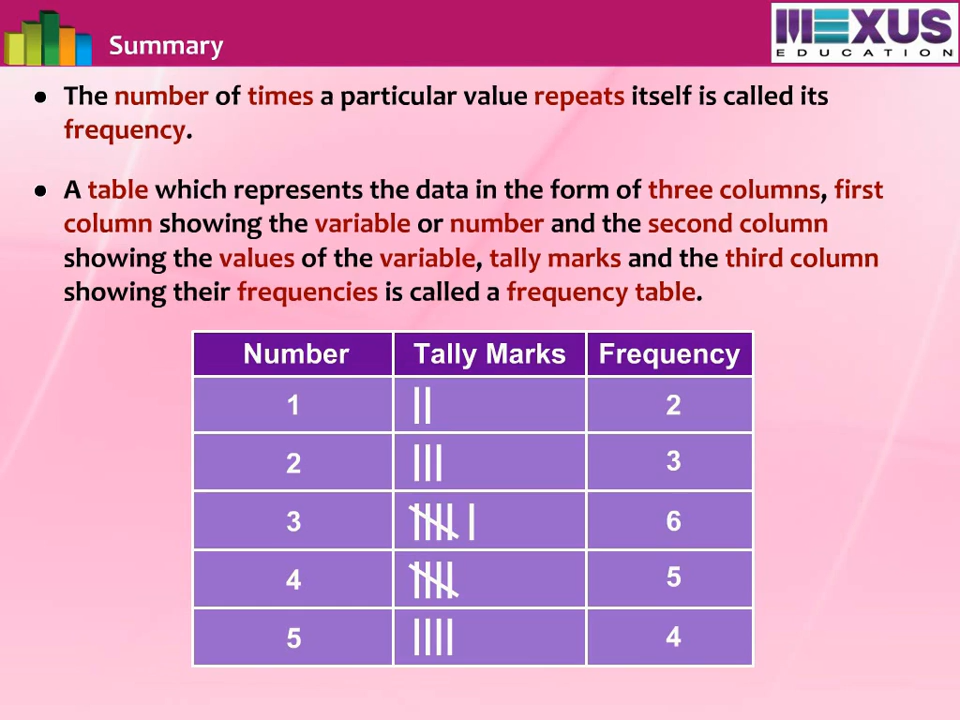 Summary
MEXUS
EDUCATION
● The number of times a particular value repeats itself is called its
frequency.
● A table which represents the data in the form of three columns, first
column showing the variable or number and the second column
showing the values of the variable, tally marks and the third column
showing their frequencies is called a frequency table.
Number Tally Marks Frequency
1 || 2
2 ||| 3
3 𝍸 | 6
4 𝍸 5
5 |||| 4